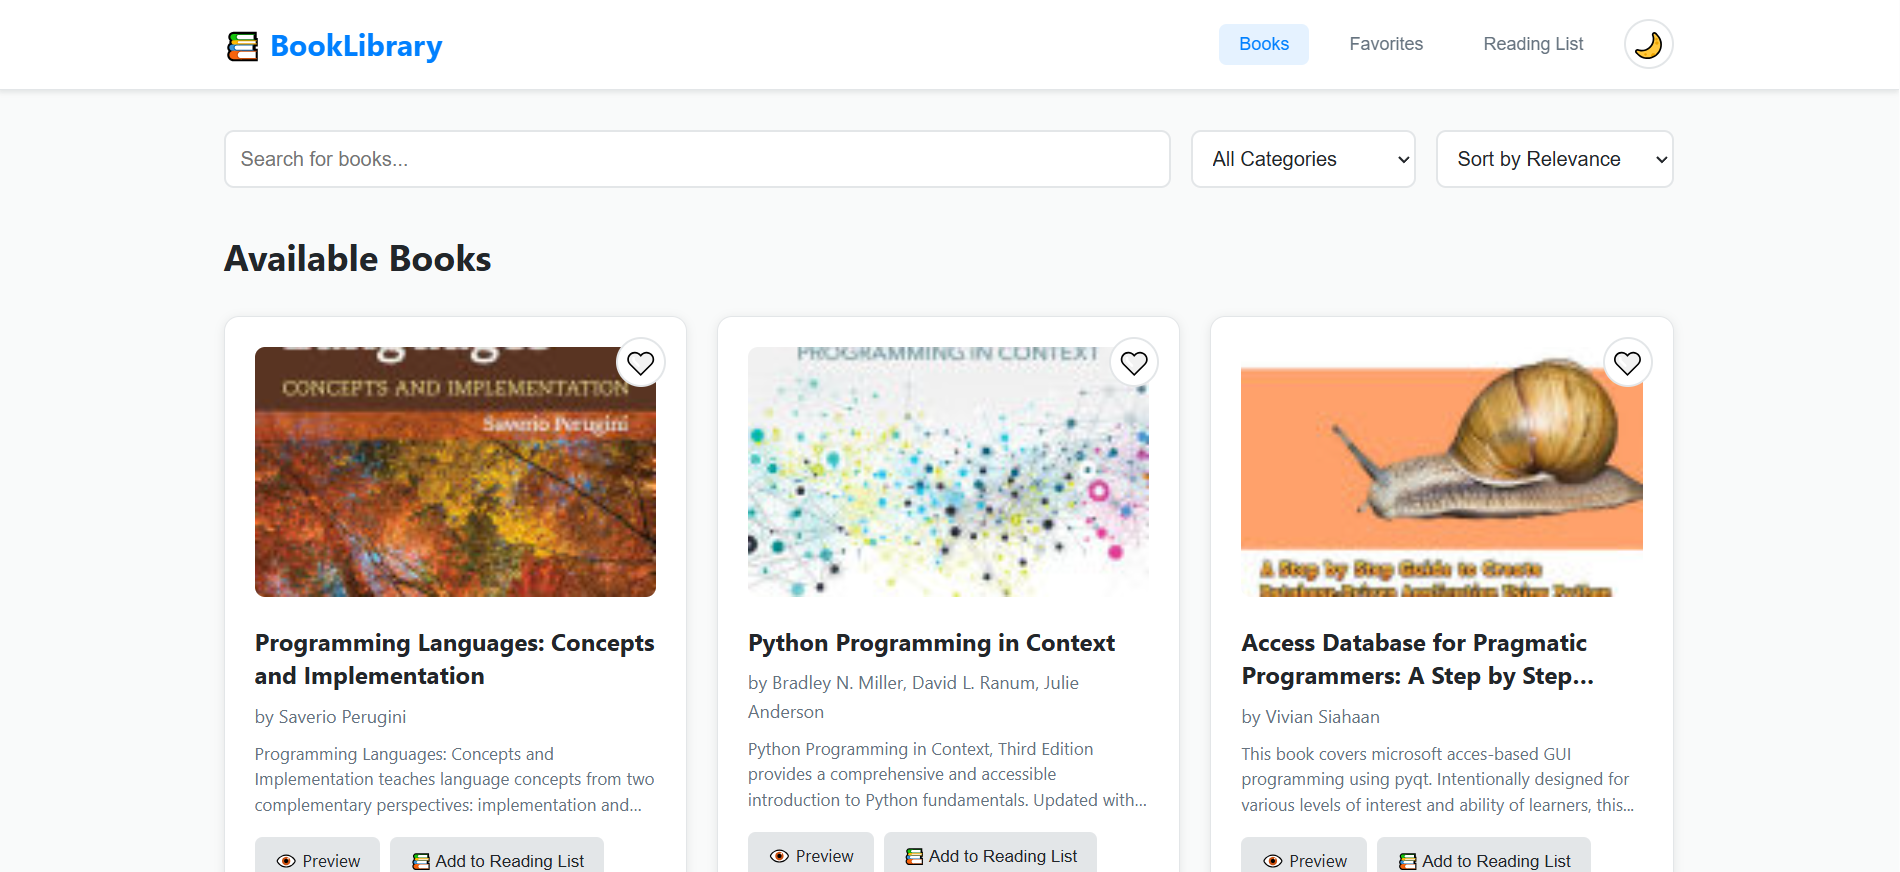 BookLibrary
Books
Favorites
Reading List
Search for books...
All Categories
Sort by Relevance
Available Books
CONCEPTS AND IMPLEMENTATION
Saverio Perugini
PROGRAMMING IN CONTEXT
A Step by Step Guide to Create
Database-Driven Application Using Python
Programming Languages: Concepts
and Implementation
by Saverio Perugini
Programming Languages: Concepts and
Implementation teaches language concepts from two
complementary perspectives: implementation and...
Preview
Add to Reading List
Python Programming in Context
by Bradley N. Miller, David L. Ranum, Julie
Anderson
Python Programming in Context, Third Edition
provides a comprehensive and accessible
introduction to Python fundamentals. Updated with...
Preview
Add to Reading List
Access Database for Pragmatic
Programmers: A Step by Step...
by Vivian Siahaan
This book covers microsoft acces-based GUI
programming using pyqt. Intentionally designed for
various levels of interest and ability of learners, this...
Preview
Add to Reading List